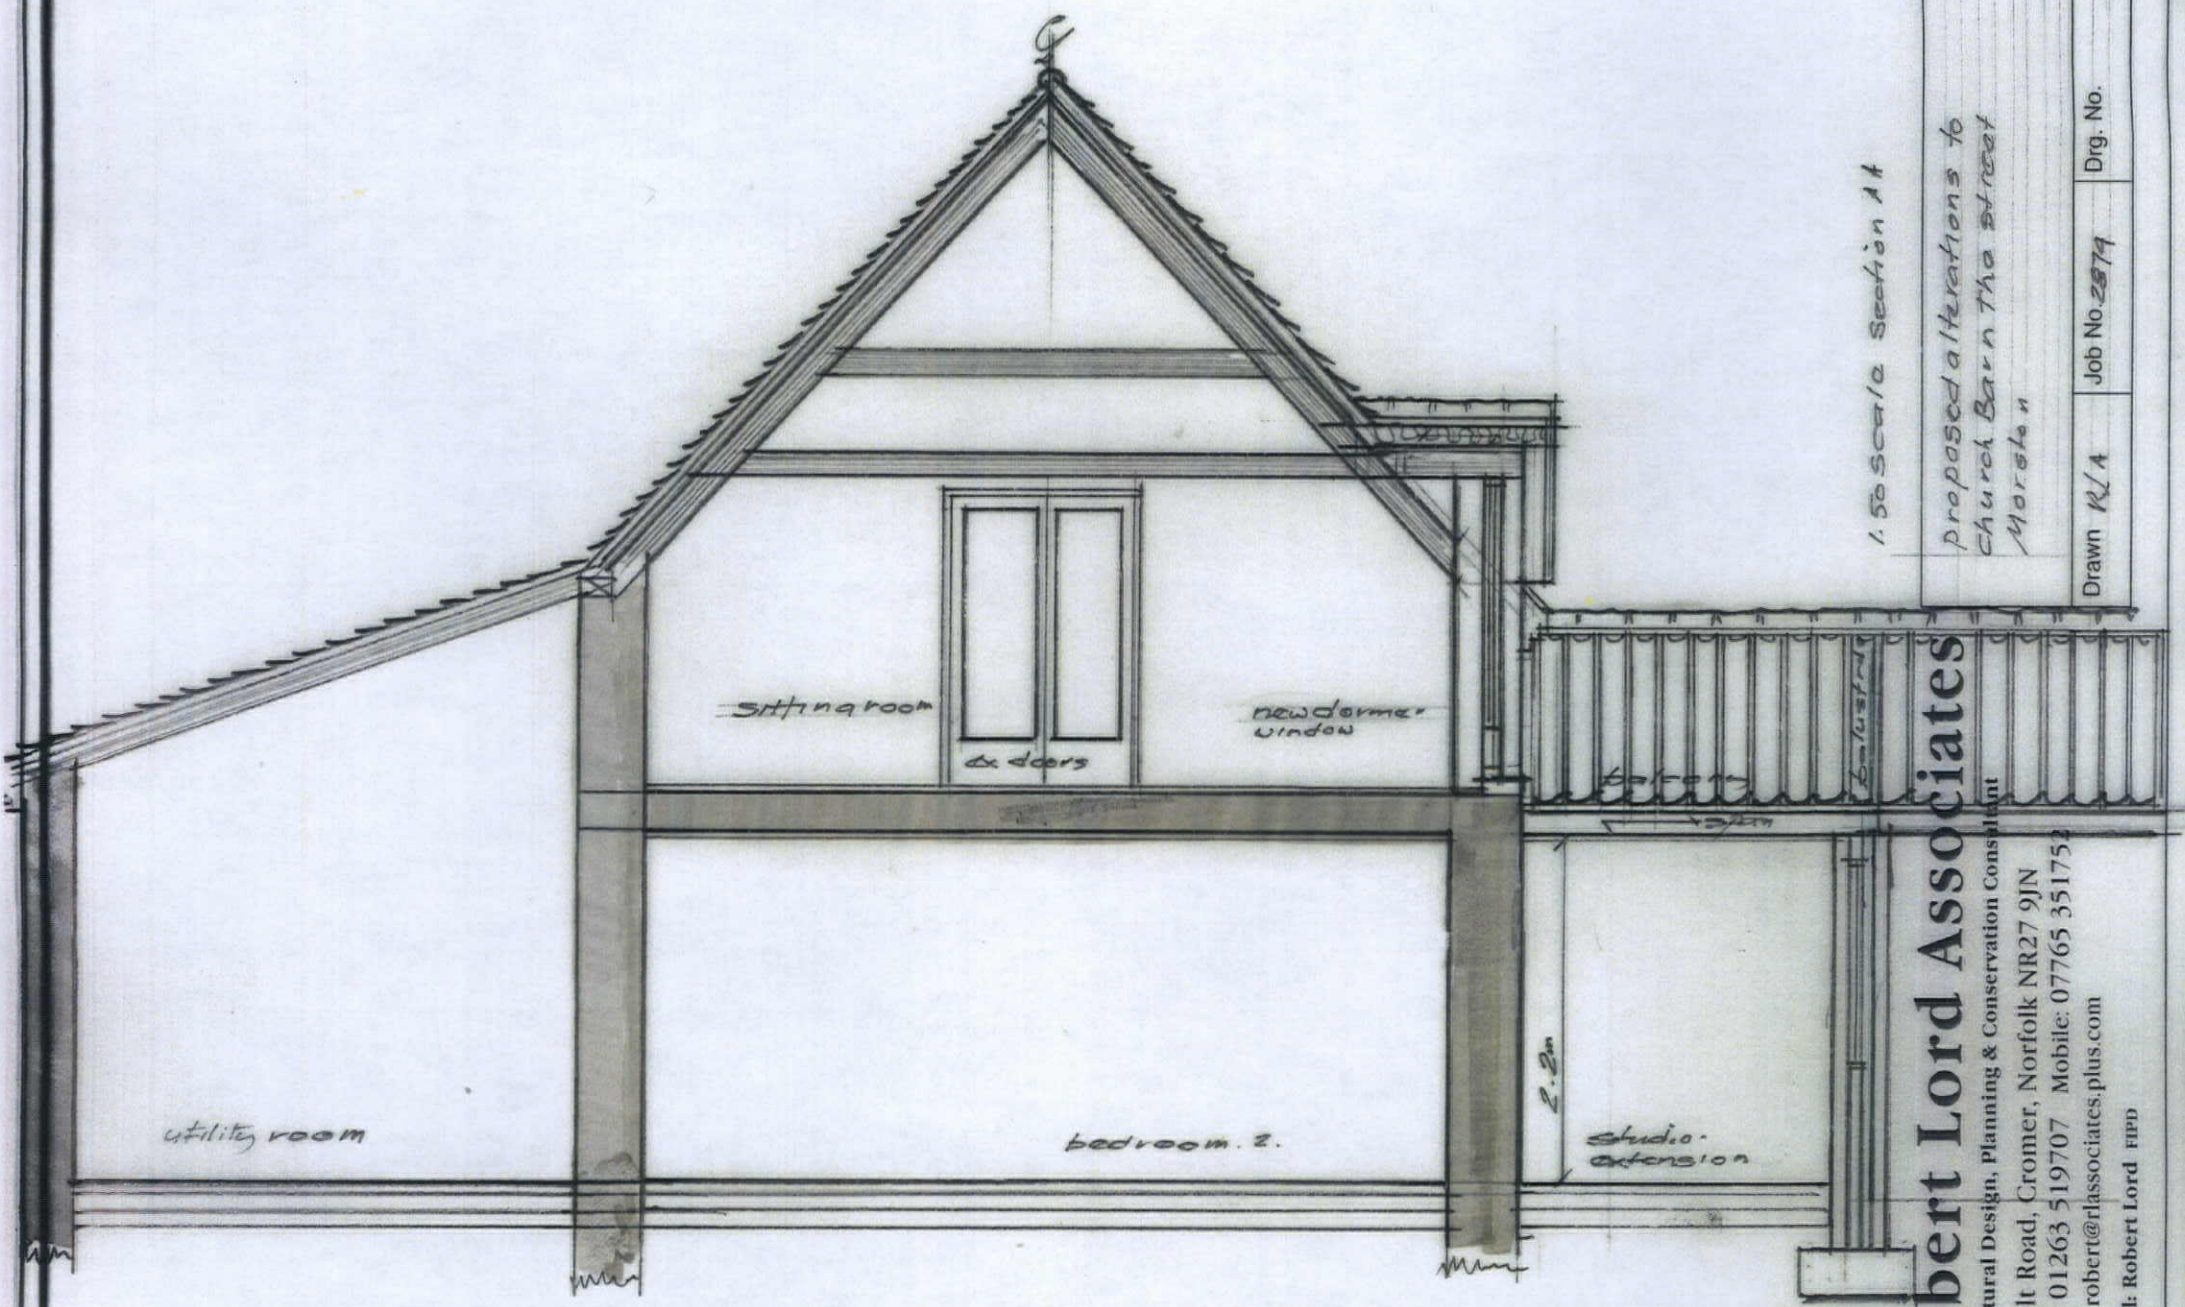 sitting room
ex doors
new dormer
window
balcony
balustrade
span
utility room
bedroom. 2.
2.2m
studio.
extension
1.50 scale section AA
proposed alterations to
church Barn The street
Morston
Drawn R/A
Job No. 2879
Drg. No.
bert Lord Associates
tural Design, Planning & Conservation Consultant
lt Road, Cromer, Norfolk NR27 9JN
01263 519707 Mobile: 07765 351752
robert@rlassociates.plus.com
: Robert Lord FIPD